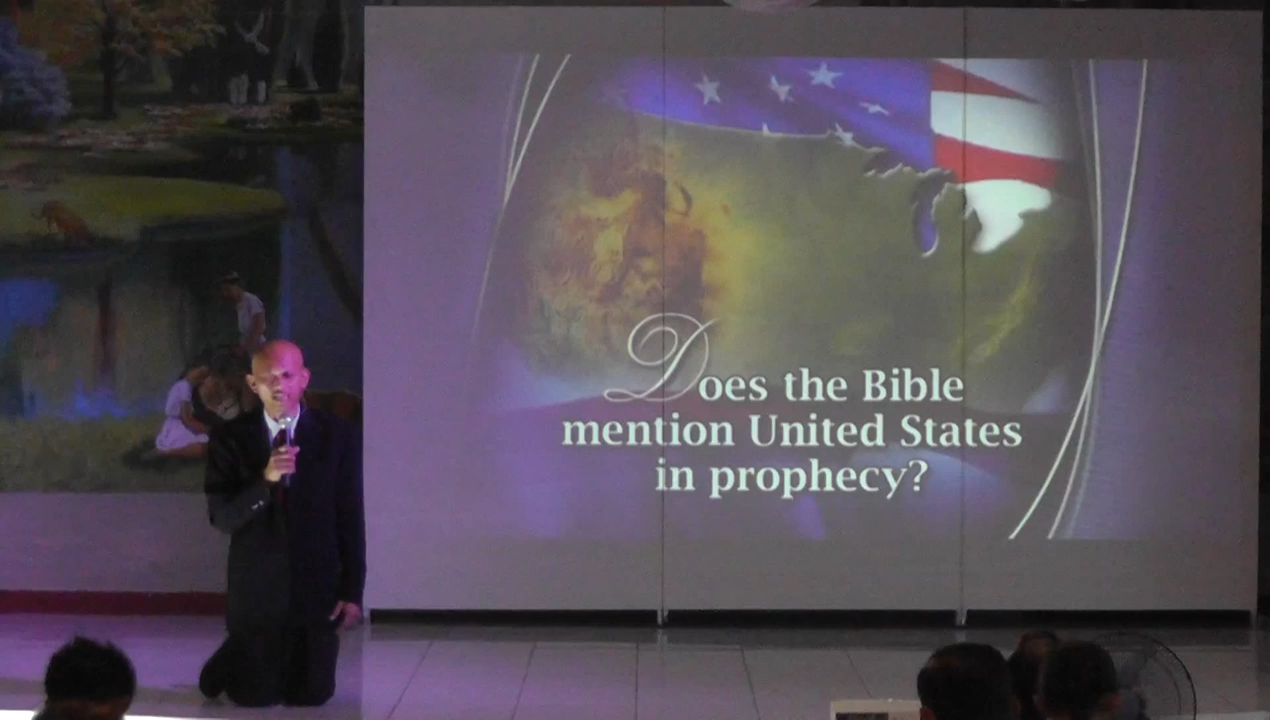 Does the Bible
mention United States
in prophecy?